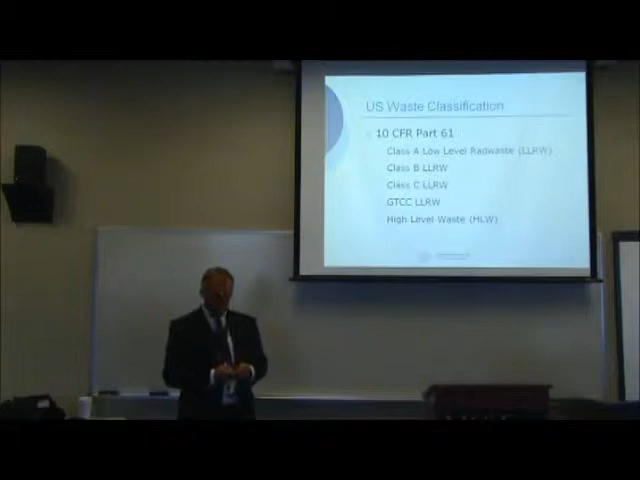 US Waste Classification
10 CFR Part 61
Class A Low Level Radwaste (LLRW)
Class B LLRW
Class C LLRW
GTCC LLRW
High Level Waste (HLW)